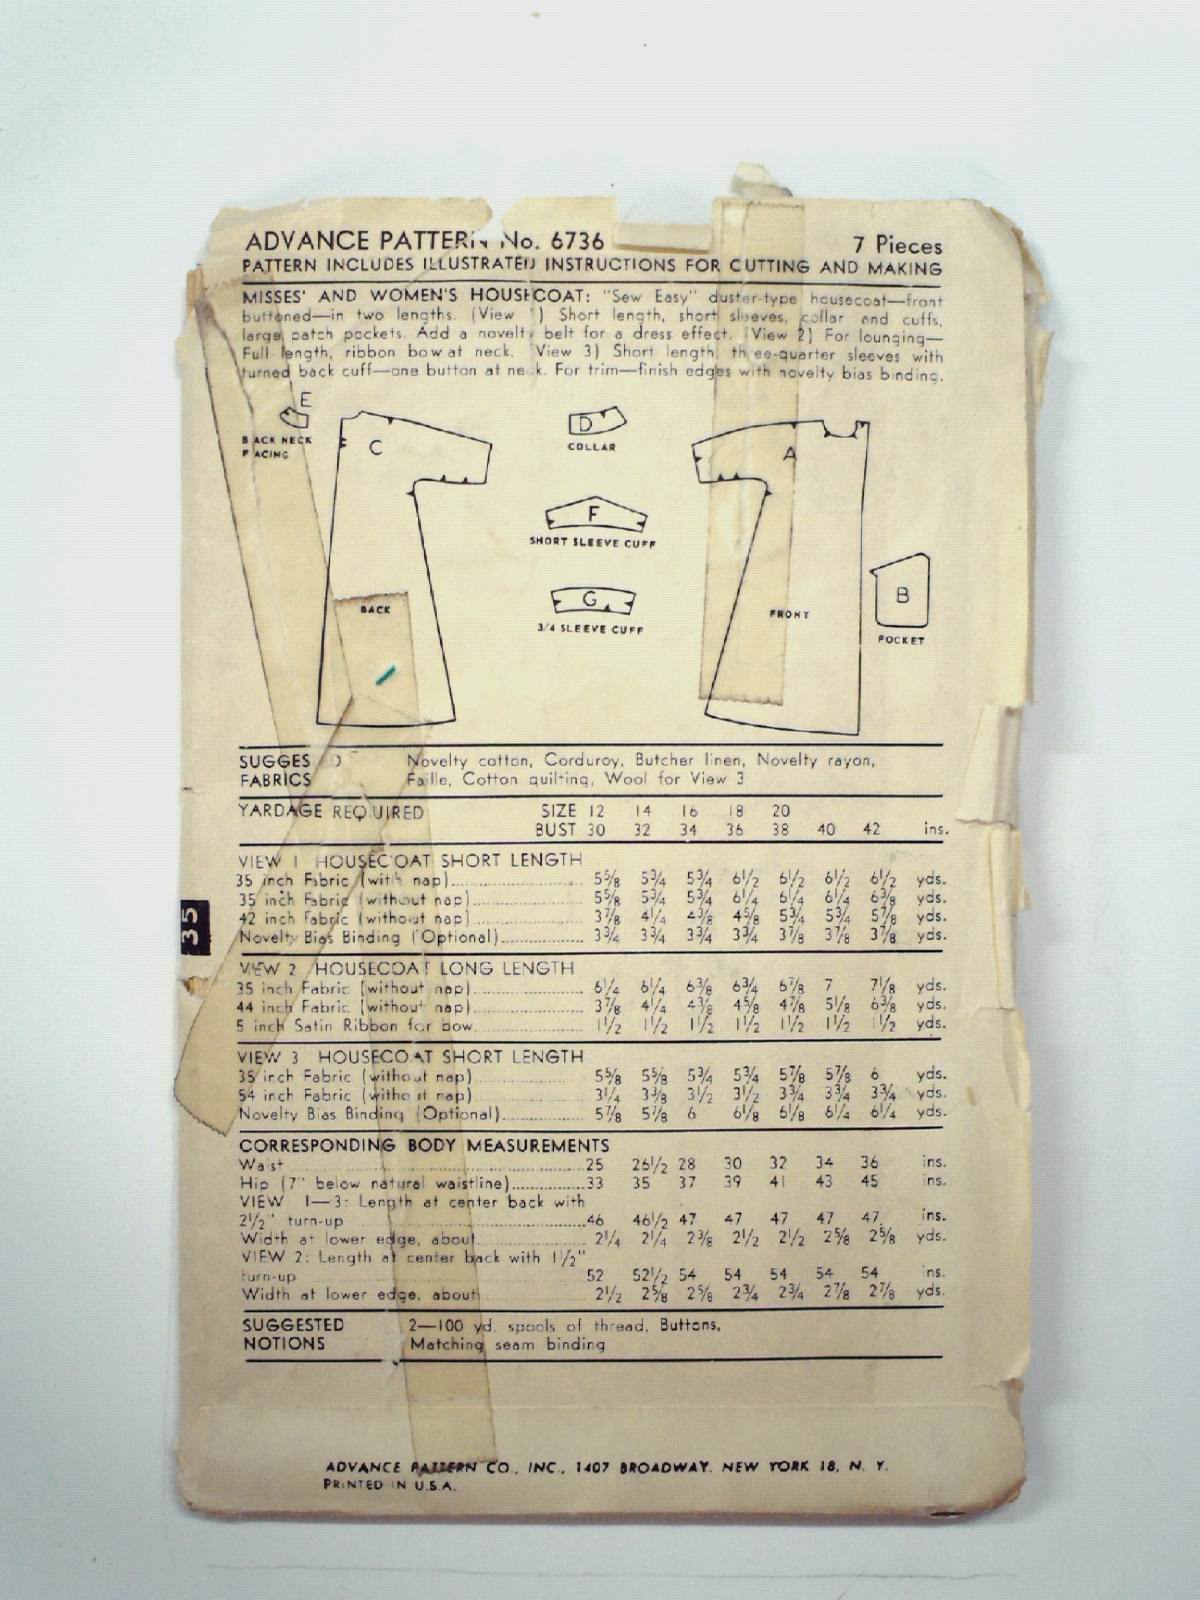 ADVANCE PATTERN No. 6736 7 Pieces
PATTERN INCLUDES ILLUSTRATED INSTRUCTIONS FOR CUTTING AND MAKING
MISSES' AND WOMEN'S HOUSECOAT: "Sew Easy" duster-type housecoat—front
buttoned—in two lengths. (View 1) Short length, short sleeves, collar and cuffs,
large patch pockets. Add a novelty belt for a dress effect. (View 2) For lounging—
Full length, ribbon bow at neck. (View 3) Short length, three-quarter sleeves with
turned back cuff—one button at neck. For trim—finish edges with novelty bias binding.
E
BACK NECK
FACING
C
BACK
D
COLLAR
F
SHORT SLEEVE CUFF
G
3/4 SLEEVE CUFF
A
FRONT
B
POCKET
SUGGESTED Novelty cotton, Corduroy, Butcher linen, Novelty rayon,
FABRICS Faille, Cotton quilting, Wool for View 3
YARDAGE REQUIRED SIZE 12 14 16 18 20
BUST 30 32 34 36 38 40 42 ins.
VIEW 1 HOUSECOAT SHORT LENGTH
35 inch Fabric (with nap) 5⅝ 5¾ 5¾ 6½ 6½ 6½ 6½ yds.
35 inch Fabric (without nap) 5⅝ 5¾ 5¾ 6¼ 6¼ 6¼ 6⅜ yds.
42 inch Fabric (without nap) 3⅞ 4¼ 4⅜ 4⅝ 5¾ 5¾ 5⅞ yds.
Novelty Bias Binding (Optional) 3¾ 3¾ 3¾ 3¾ 3⅞ 3⅞ 3⅞ yds.
35
VIEW 2 HOUSECOAT LONG LENGTH
35 inch Fabric (without nap) 6¼ 6¼ 6⅜ 6¾ 6⅞ 7 7⅛ yds.
44 inch Fabric (without nap) 3⅞ 4¼ 4⅜ 4⅝ 4⅞ 5⅛ 6⅜ yds.
5 inch Satin Ribbon for bow 1½ 1½ 1½ 1½ 1½ 1½ 1½ yds.
VIEW 3 HOUSECOAT SHORT LENGTH
35 inch Fabric (without nap) 5⅝ 5⅝ 5¾ 5¾ 5⅞ 5⅞ 6 yds.
54 inch Fabric (without nap) 3¼ 3⅜ 3½ 3½ 3¾ 3¾ 3¾ yds.
Novelty Bias Binding (Optional) 5⅞ 5⅞ 6 6⅛ 6⅛ 6¼ 6¼ yds.
CORRESPONDING BODY MEASUREMENTS
Waist 25 26½ 28 30 32 34 36 ins.
Hip (7" below natural waistline) 33 35 37 39 41 43 45 ins.
VIEW 1—3: Length at center back with
2½" turn-up 46 46½ 47 47 47 47 47 ins.
Width at lower edge, about 2¼ 2¼ 2⅜ 2½ 2½ 2⅝ 2⅝ yds.
VIEW 2: Length at center back with 1½"
turn-up 52 52½ 54 54 54 54 54 ins.
Width at lower edge, about 2½ 2⅝ 2⅝ 2¾ 2¾ 2⅞ 2⅞ yds.
SUGGESTED 2—100 yd. spools of thread, Buttons,
NOTIONS Matching seam binding
ADVANCE PATTERN CO., INC., 1407 BROADWAY, NEW YORK 18, N. Y.
PRINTED IN U.S.A.